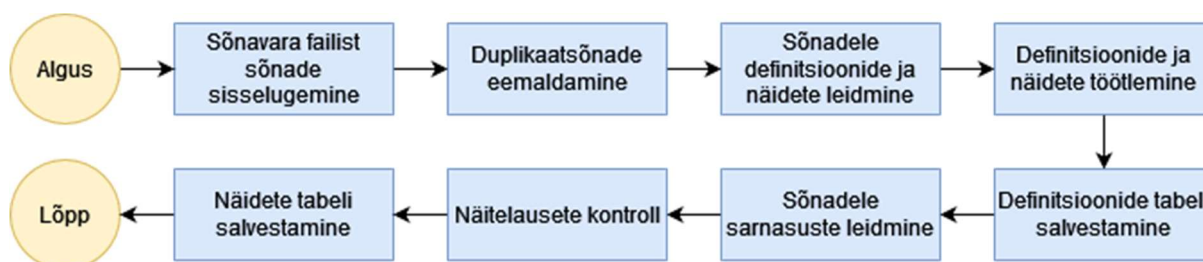 Algus
Sõnavara failist
sõnade
sisselugemine
Duplikaatsõnade
eemaldamine
Sõnadele
definitsioonide ja
näidete leidmine
Definitsioonide ja
näidete töötlemine
Definitsioonide tabeli
salvestamine
Sõnadele
sarnasuste leidmine
Näitelausete kontroll
Näidete tabeli
salvestamine
Lõpp